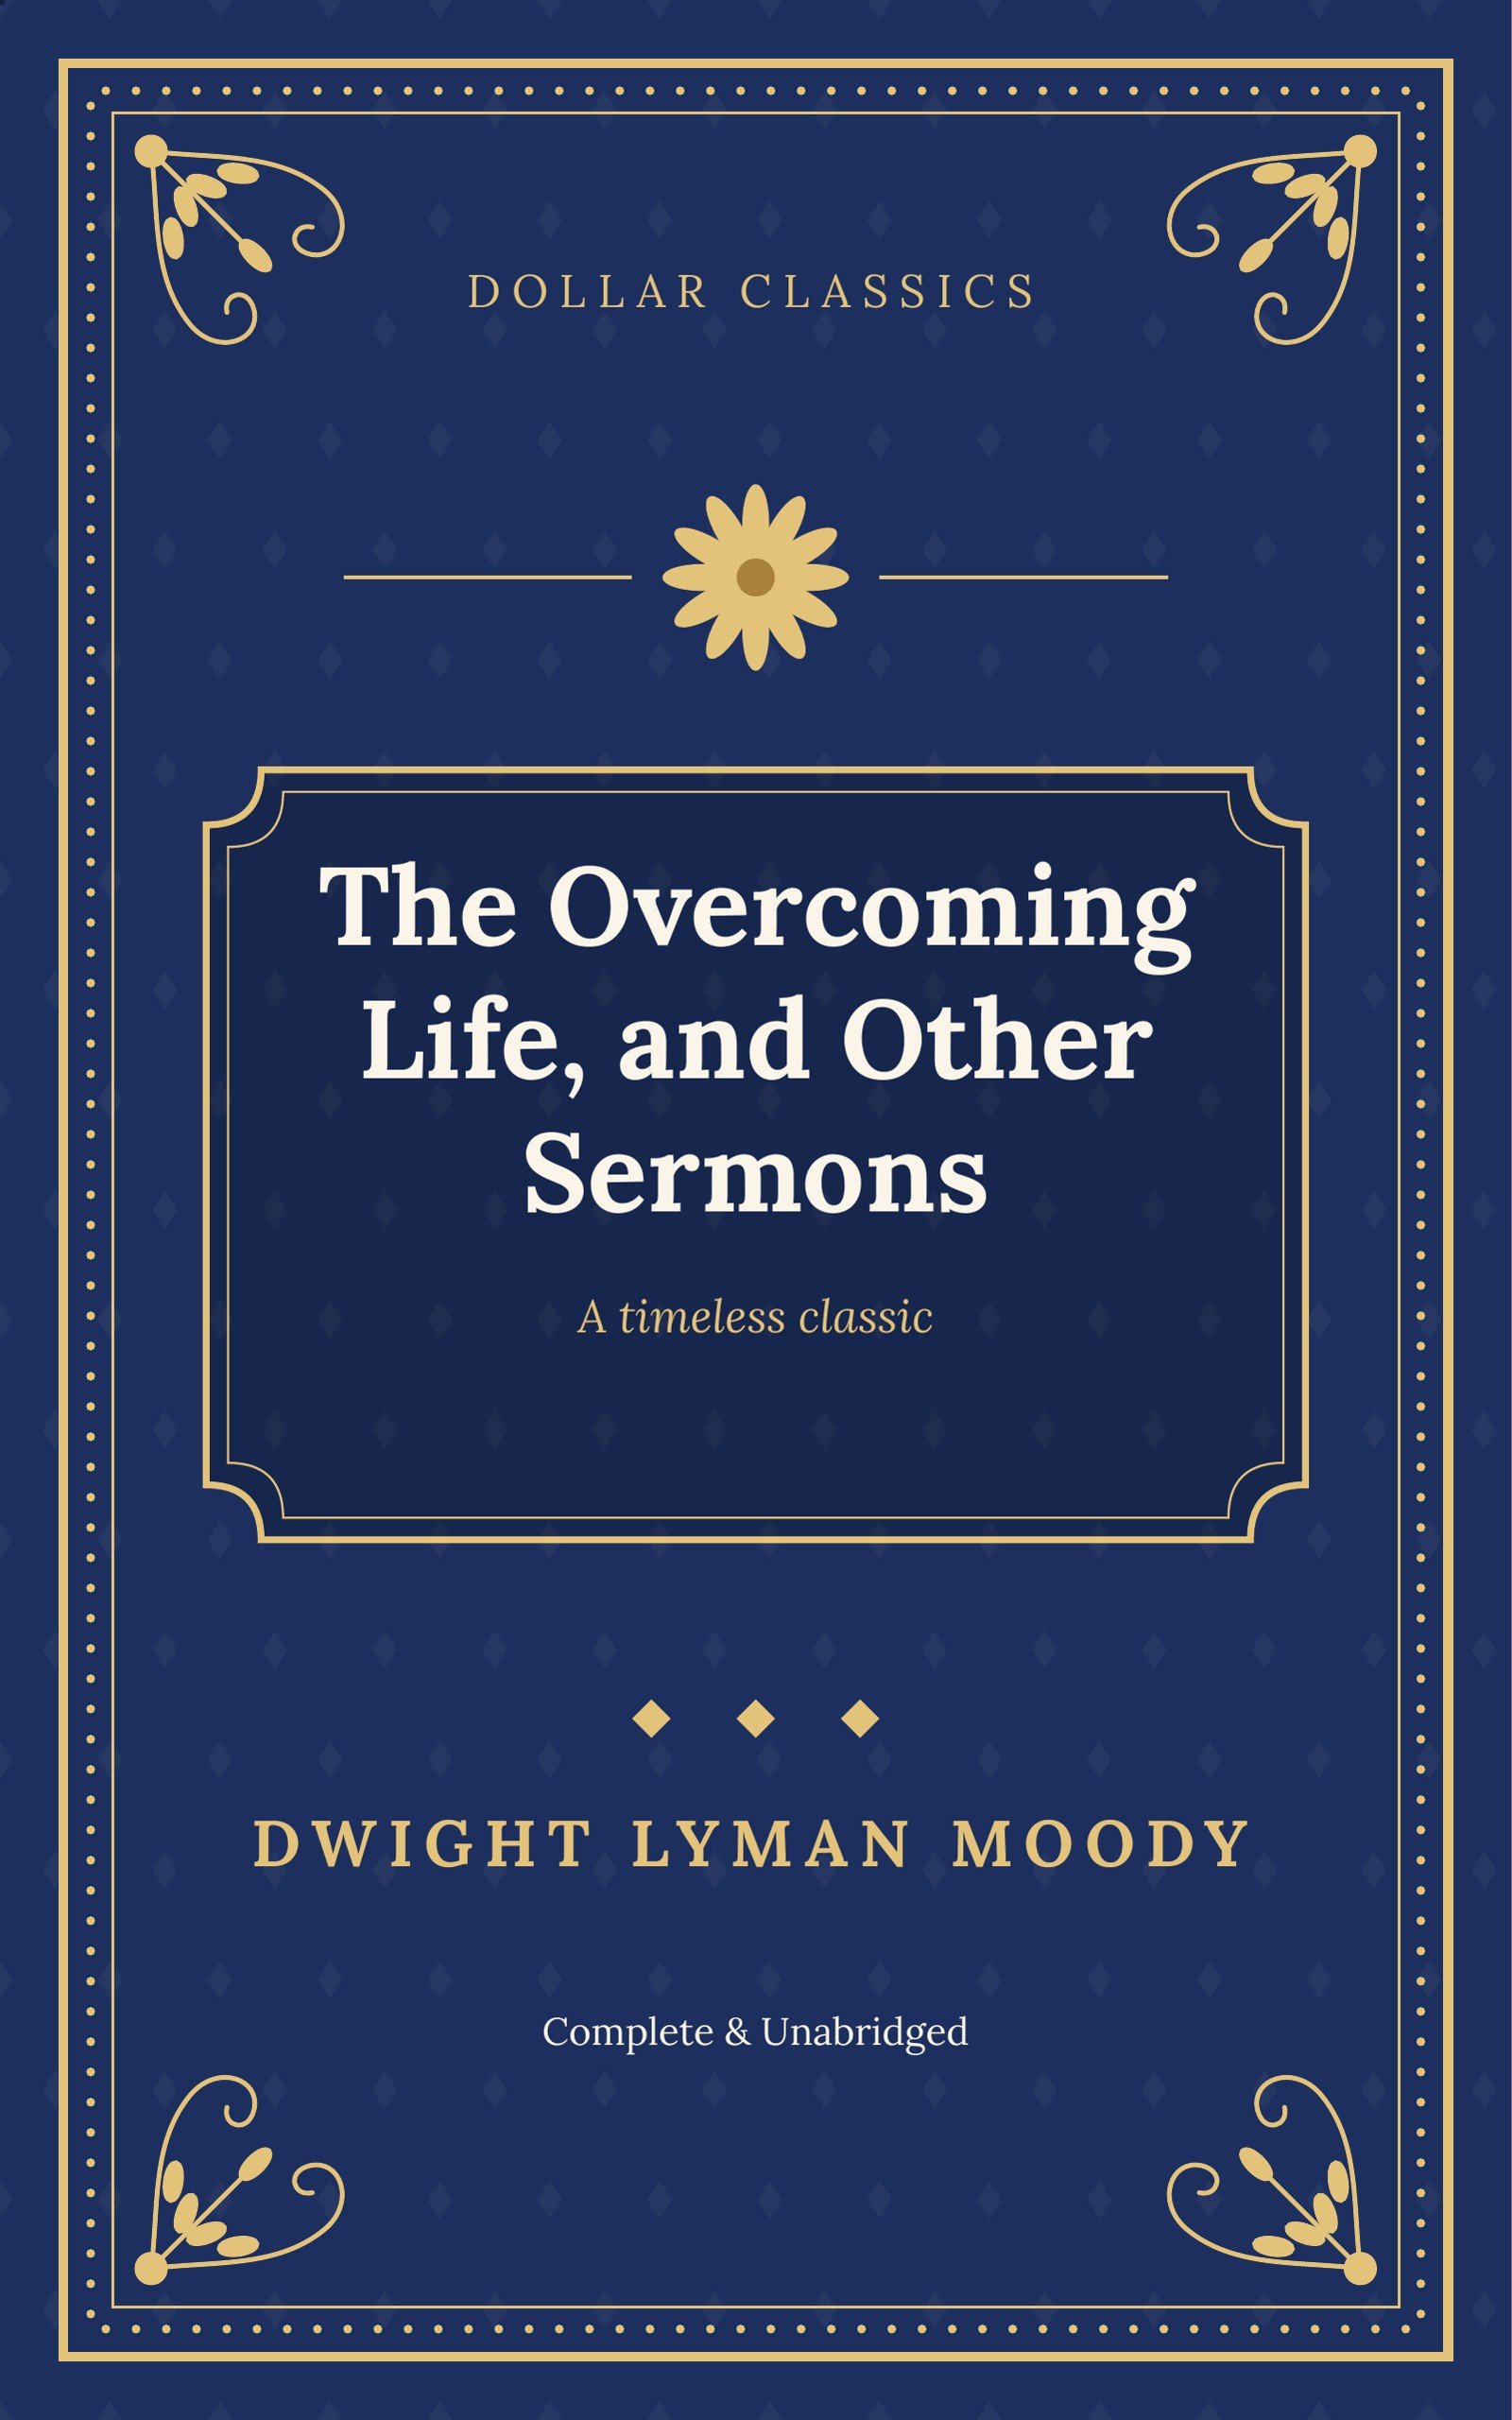 DOLLAR CLASSICS
The Overcoming
Life, and Other
Sermons
A timeless classic
DWIGHT LYMAN MOODY
Complete & Unabridged